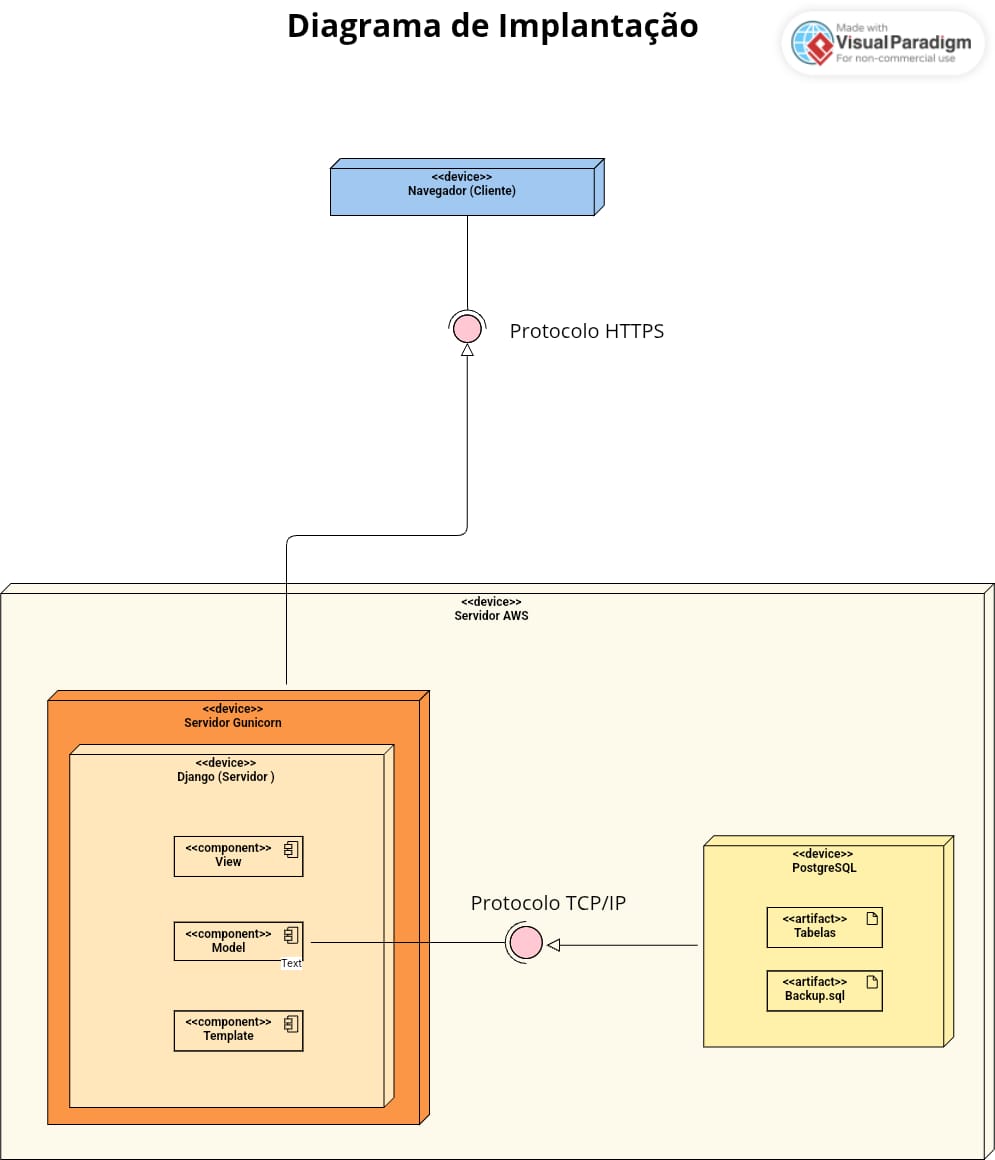 Diagrama de Implantação
Made with
Visual Paradigm
For non-commercial use
<<device>>
Navegador (Cliente)
Protocolo HTTPS
<<device>>
Servidor AWS
<<device>>
Servidor Gunicorn
<<device>>
Django (Servidor )
<<component>>
View
<<component>>
Model
Text
<<component>>
Template
Protocolo TCP/IP
<<device>>
PostgreSQL
<<artifact>>
Tabelas
<<artifact>>
Backup.sql